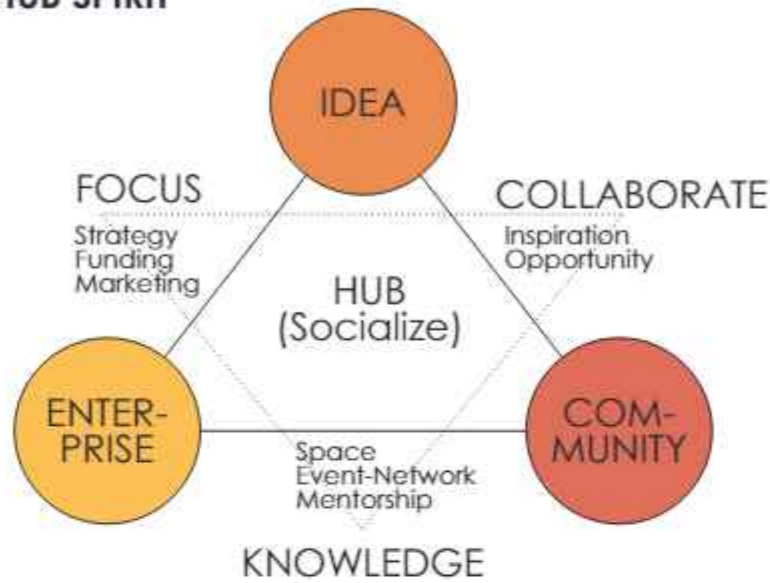 IDEA
FOCUS
COLLABORATE
Strategy
Funding
Marketing
Inspiration
Opportunity
HUB
(Socialize)
ENTER-
PRISE
COM-
MUNITY
Space
Event-Network
Mentorship
KNOWLEDGE